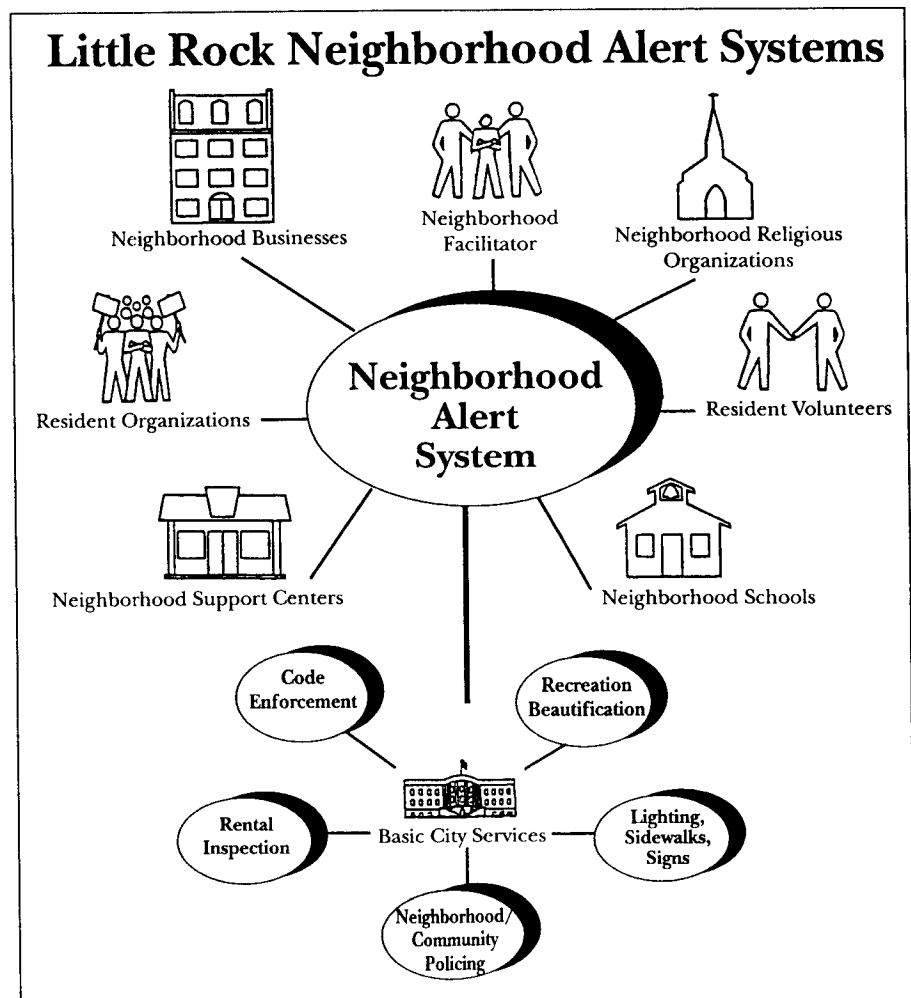 Little Rock Neighborhood Alert Systems
Neighborhood Businesses
Neighborhood
Facilitator
Neighborhood Religious
Organizations
Resident Organizations
Neighborhood
Alert
System
Resident Volunteers
Neighborhood Support Centers
Neighborhood Schools
Code
Enforcement
Recreation
Beautification
Rental
Inspection
Basic City Services
Lighting,
Sidewalks,
Signs
Neighborhood/
Community
Policing